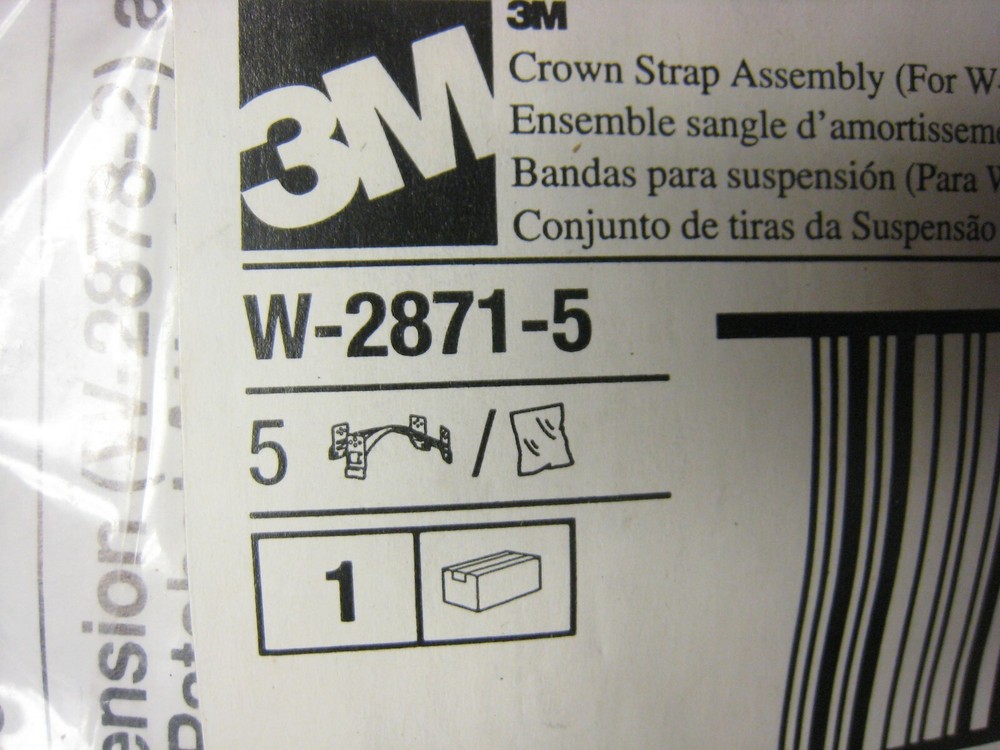 3M
3M
Crown Strap Assembly (For W-
Ensemble sangle d'amortissem
Bandas para suspensión (Para W
Conjunto de tiras da Suspensão
W-2871-5
5 /
1
ension (W-2878-2)